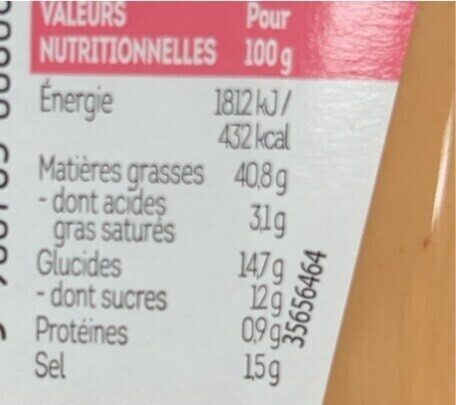 VALEURS Pour
NUTRITIONNELLES 100 g
Énergie 1812 kJ /
432 kcal
Matières grasses 40,8 g
- dont acides
gras saturés 3,1 g
Glucides 14,7 g
- dont sucres 12 g
Protéines 0,9 g
Sel 1,5 g
35656464